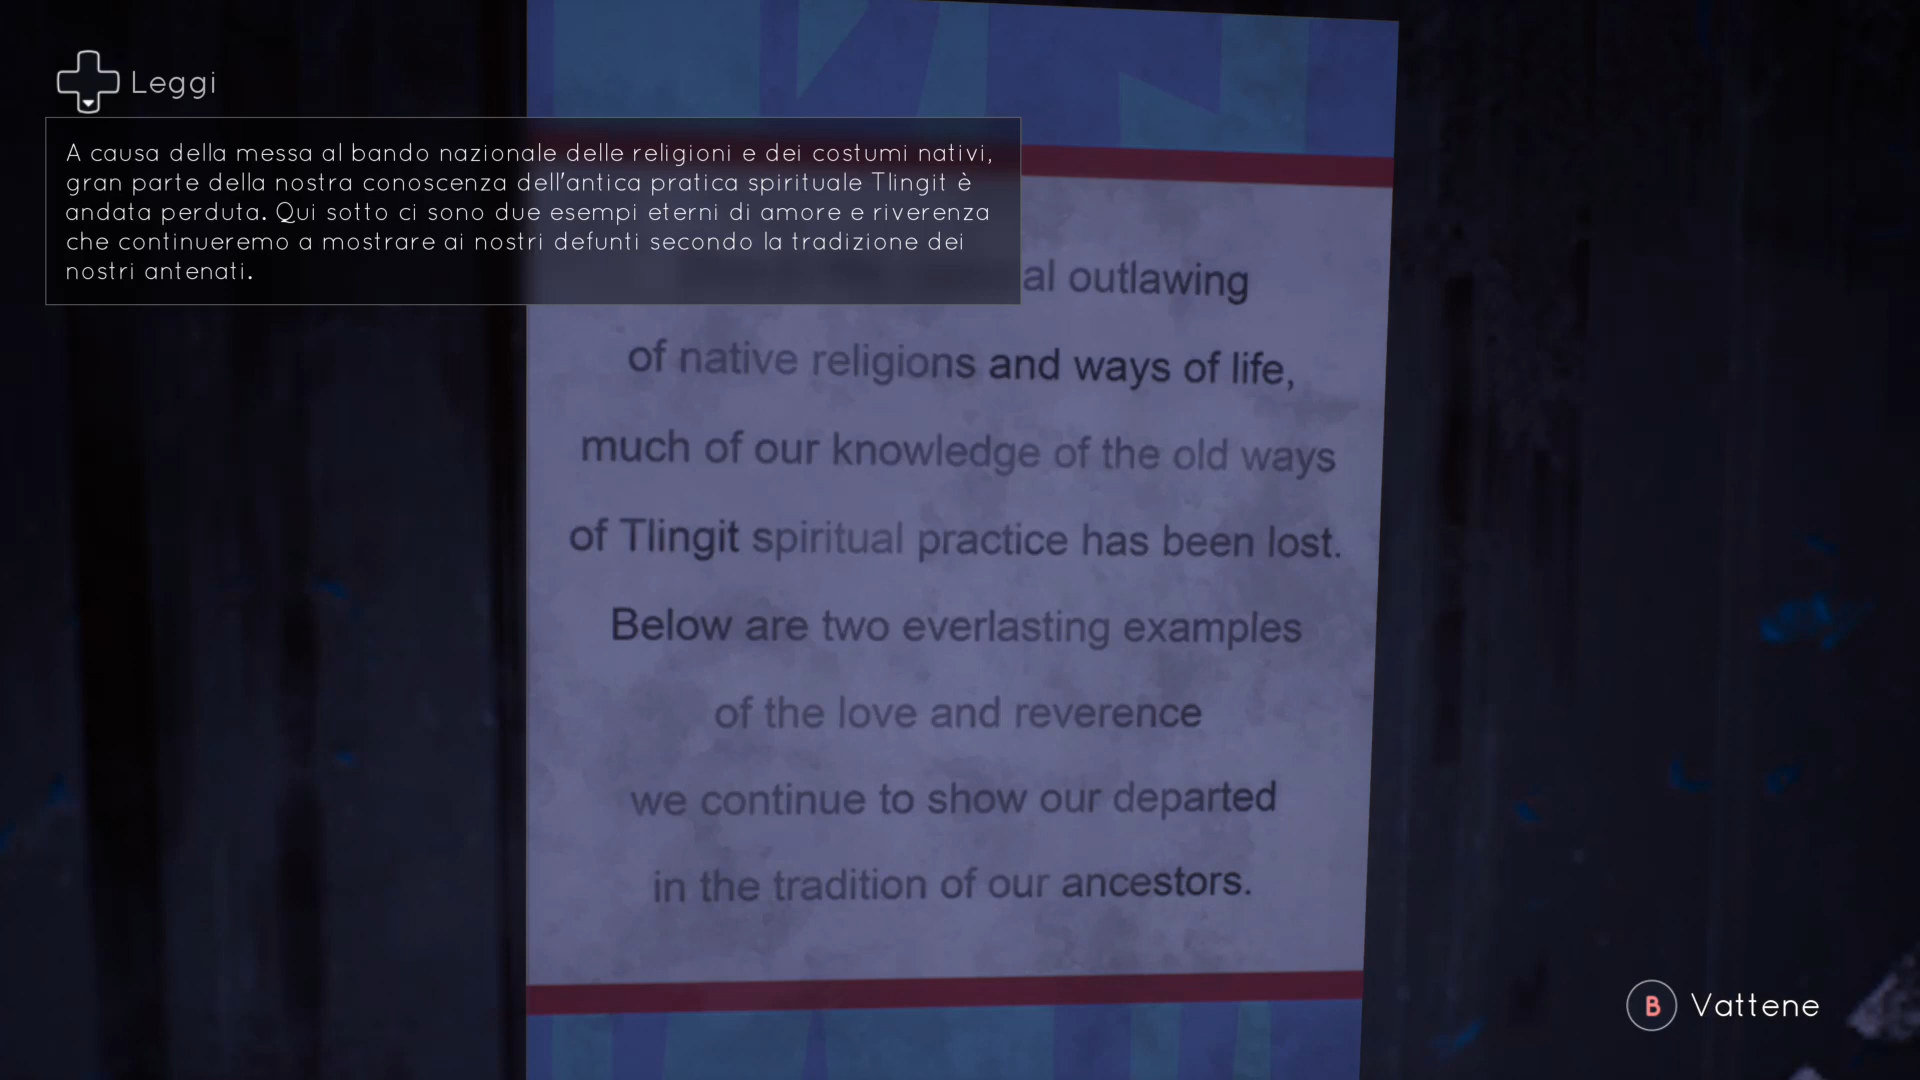 Leggi
A causa della messa al bando nazionale delle religioni e dei costumi nativi,
gran parte della nostra conoscenza dell'antica pratica spirituale Tlingit è
andata perduta. Qui sotto ci sono due esempi eterni di amore e riverenza
che continueremo a mostrare ai nostri defunti secondo la tradizione dei
nostri antenati.
al outlawing
of native religions and ways of life,
much of our knowledge of the old ways
of Tlingit spiritual practice has been lost.
Below are two everlasting examples
of the love and reverence
we continue to show our departed
in the tradition of our ancestors.
B Vattene